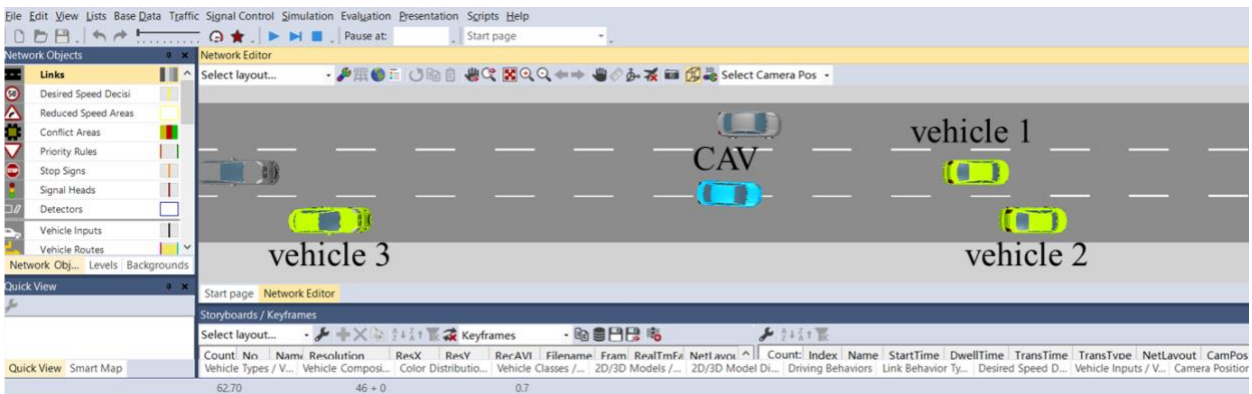 File Edit View Lists Base Data Traffic Signal Control Simulation Evaluation Presentation Scripts Help
Pause at: Start page
Network Objects
Network Editor
Links
Select layout...
Select Camera Pos
50 Desired Speed Decisi
Reduced Speed Areas
Conflict Areas
Priority Rules
STOP Stop Signs
Signal Heads
Detectors
Vehicle Inputs
Vehicle Routes
Network Obj... Levels Backgrounds
CAV
vehicle 1
vehicle 3
vehicle 2
Quick View
Start page Network Editor
Storyboards / Keyframes
Select layout... Keyframes
Count No Name Resolution ResX ResY RecAVI Filename Fram RealTmFa NetLayou Count: Index Name StartTime DwellTime TransTime TransType NetLayout CamPos
Quick View Smart Map
Vehicle Types / V... Vehicle Composi... Color Distributio... Vehicle Classes /... 2D/3D Models /... 2D/3D Model Di... Driving Behaviors Link Behavior Ty... Desired Speed D... Vehicle Inputs / V... Camera Position
62.70 46 + 0 0.7